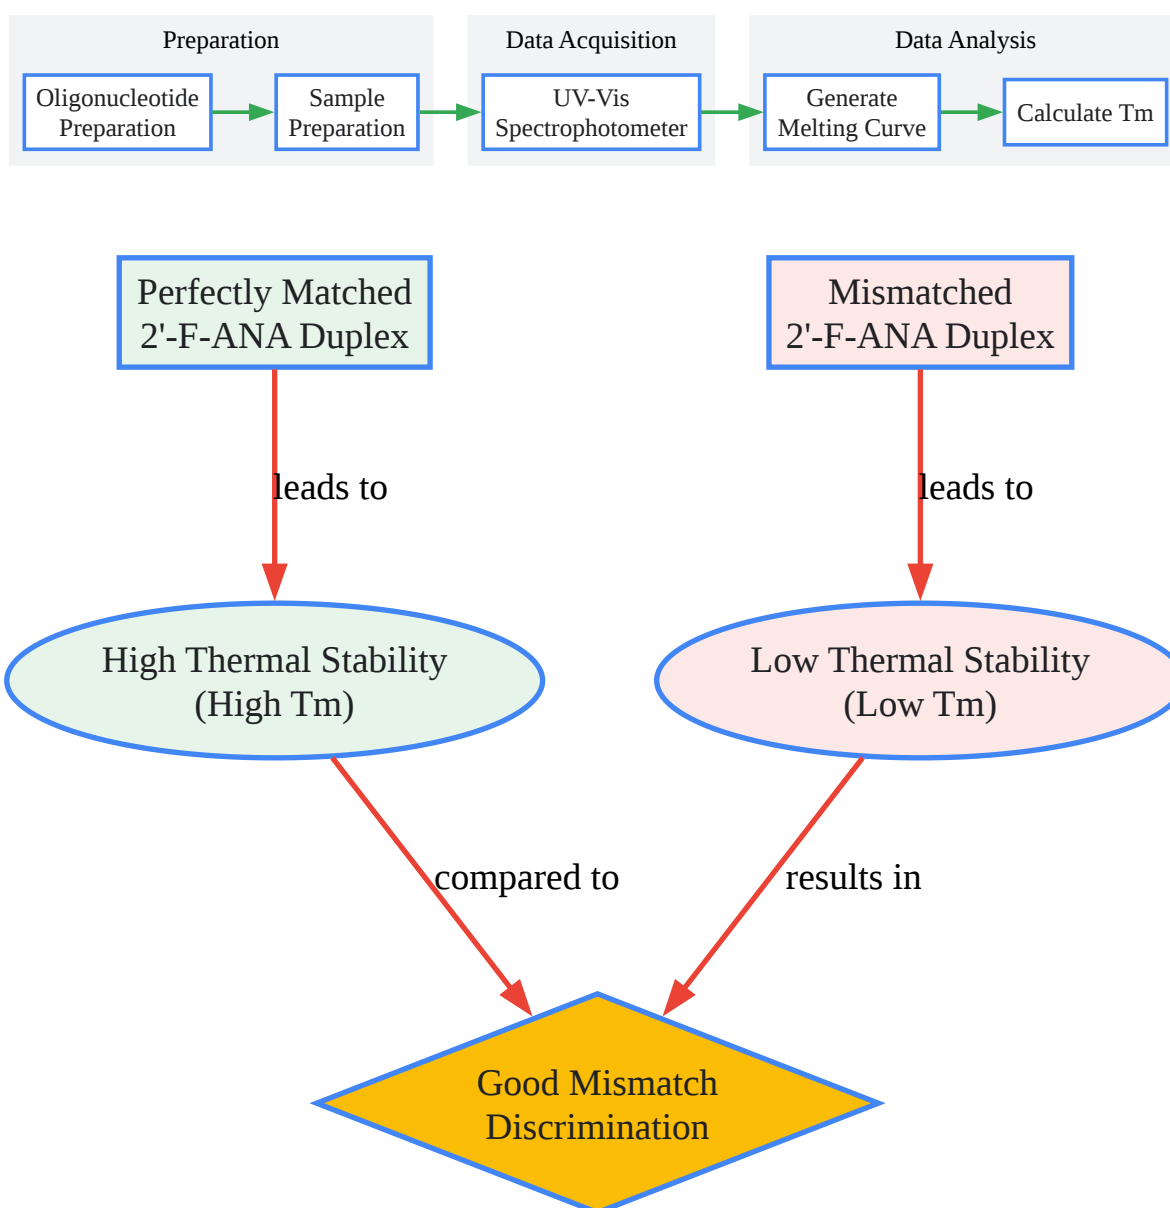 Preparation
Data Acquisition
Data Analysis
Oligonucleotide
Preparation
Sample
Preparation
UV-Vis
Spectrophotometer
Generate
Melting Curve
Calculate Tm
Perfectly Matched
2'-F-ANA Duplex
Mismatched
2'-F-ANA Duplex
leads to
leads to
High Thermal Stability
(High Tm)
Low Thermal Stability
(Low Tm)
compared to
results in
Good Mismatch
Discrimination